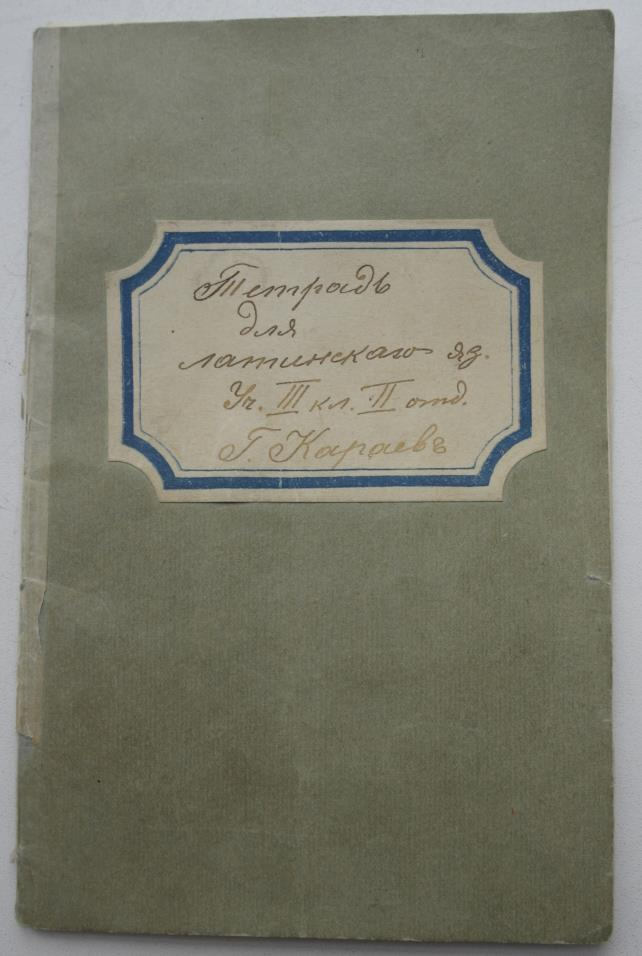 Тетрадь
для
латинскаго яз.
Уч. III кл. II отд.
Г. Караевъ